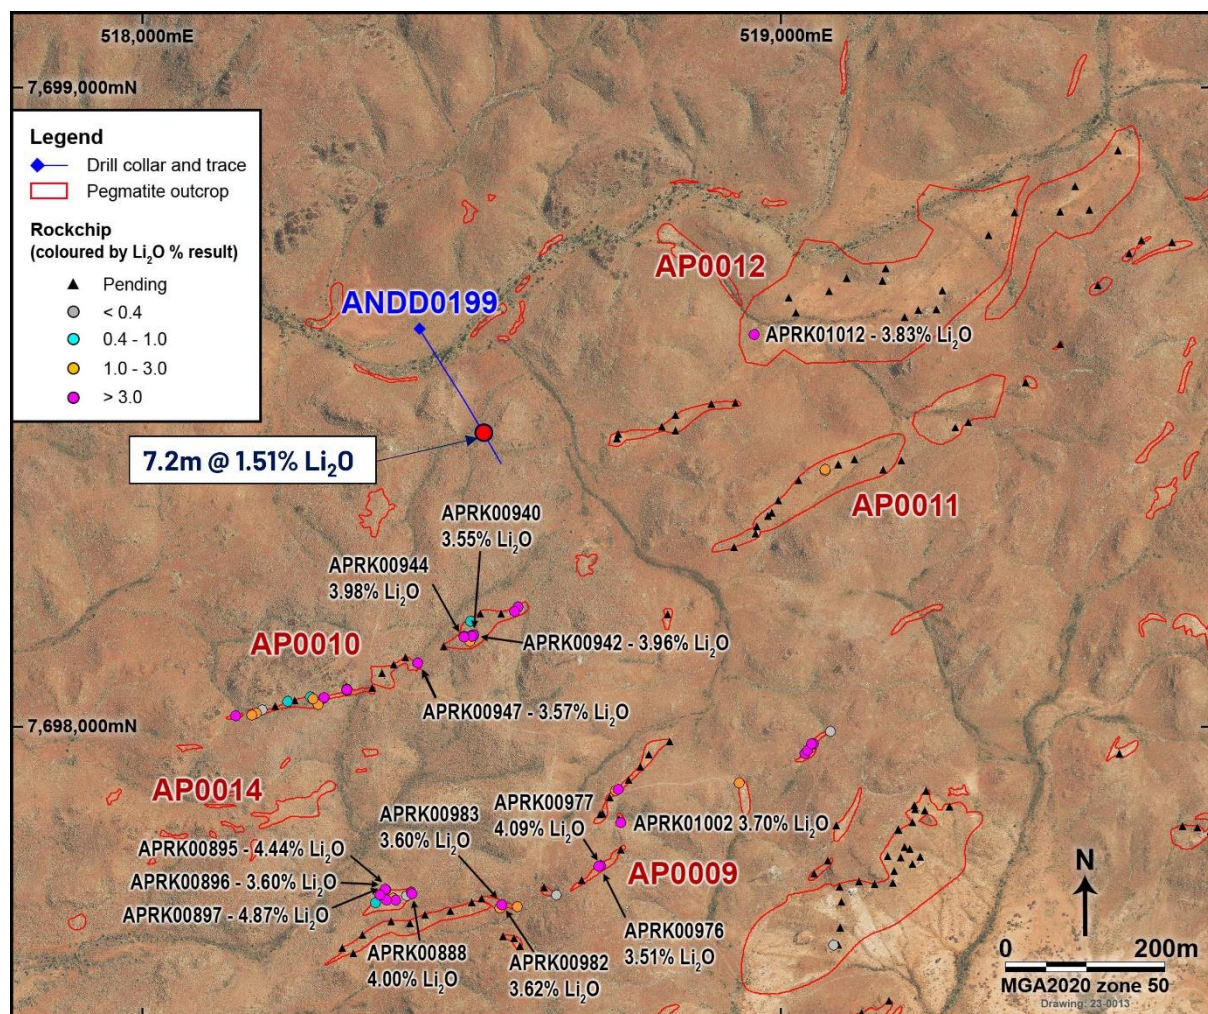 518,000mE
519,000mE
7,699,000mN
Legend
Drill collar and trace
Pegmatite outcrop
Rockchip
(coloured by Li₂O % result)
Pending
< 0.4
0.4 - 1.0
1.0 - 3.0
> 3.0
AP0012
ANDD0199
APRK01012 - 3.83% Li₂O
7.2m @ 1.51% Li₂O
AP0011
APRK00940
3.55% Li₂O
APRK00944
3.98% Li₂O
AP0010
APRK00942 - 3.96% Li₂O
APRK00947 - 3.57% Li₂O
7,698,000mN
AP0014
APRK00983
3.60% Li₂O
APRK00977
4.09% Li₂O
APRK01002 3.70% Li₂O
APRK00895 - 4.44% Li₂O
APRK00896 - 3.60% Li₂O
APRK00897 - 4.87% Li₂O
AP0009
APRK00888
4.00% Li₂O
APRK00982
3.62% Li₂O
APRK00976
3.51% Li₂O
N
0 200m
MGA2020 zone 50
Drawing: 23-0013